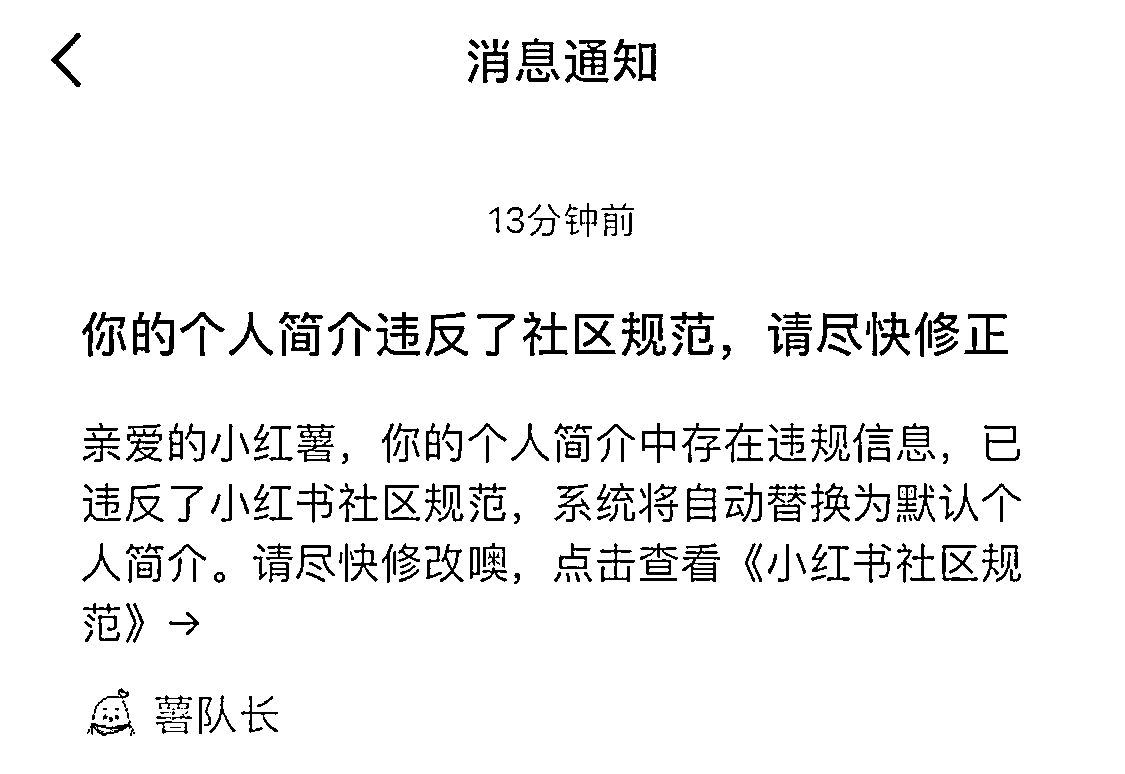 消息通知
13分钟前
你的个人简介违反了社区规范，请尽快修正
亲爱的小红薯，你的个人简介中存在违规信息，已
违反了小红书社区规范，系统将自动替换为默认个
人简介。请尽快修改噢，点击查看《小红书社区规
范》→
薯队长